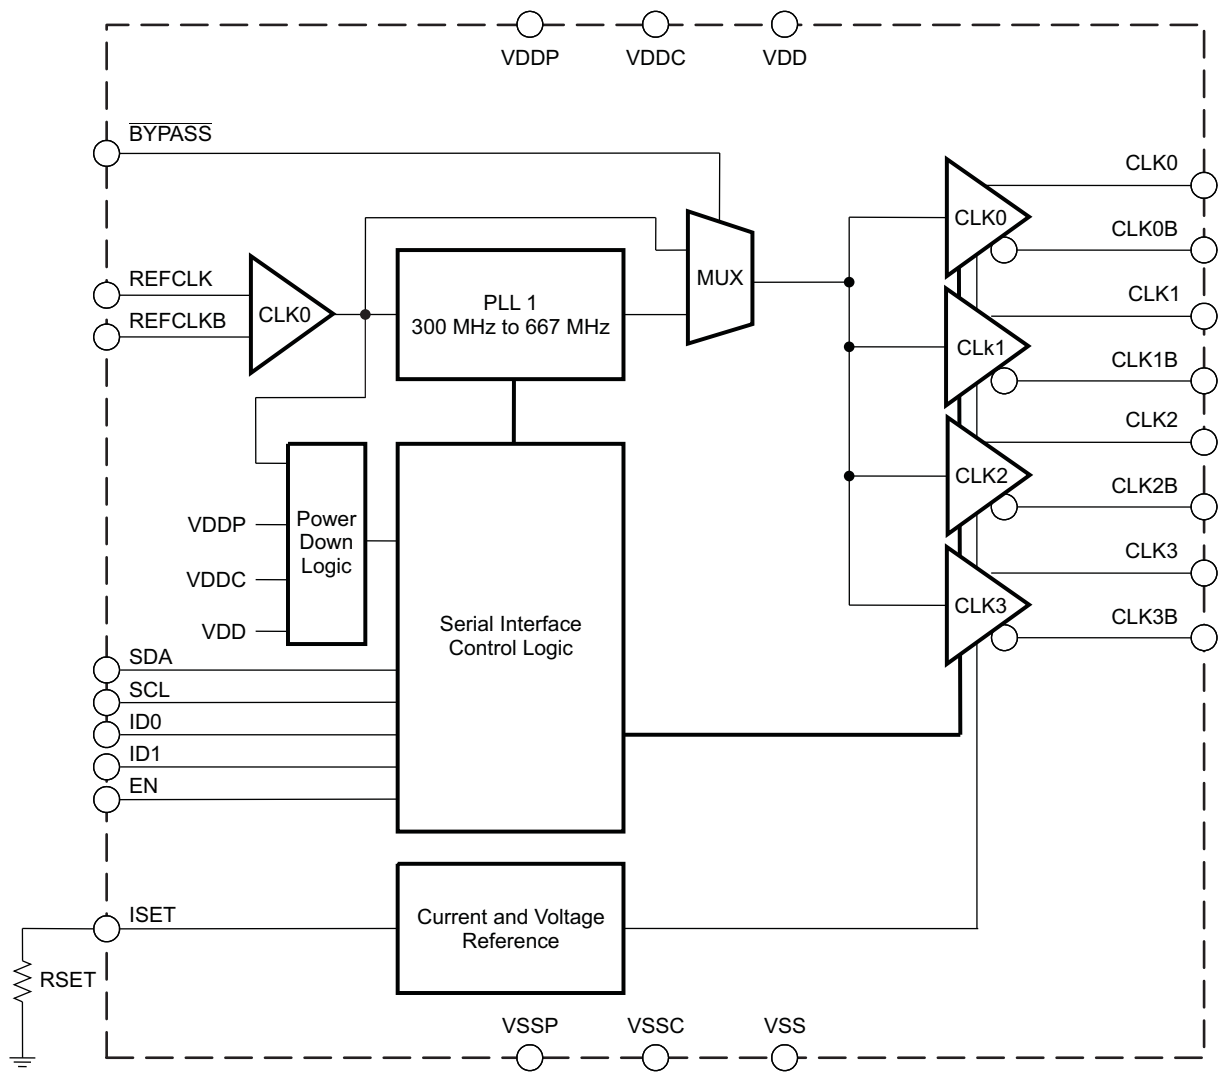 VDDP
VDDC
VDD
BYPASS
CLK0
CLK0
CLK0B
MUX
REFCLK
CLK0
PLL 1
300 MHz to 667 MHz
REFCLKB
CLK1
CLk1
CLK1B
CLK2
CLK2
CLK2B
Power
Down
Logic
VDDP
VDDC
VDD
CLK3
CLK3
CLK3B
Serial Interface
Control Logic
SDA
SCL
ID0
ID1
EN
ISET
Current and Voltage
Reference
RSET
VSSP
VSSC
VSS